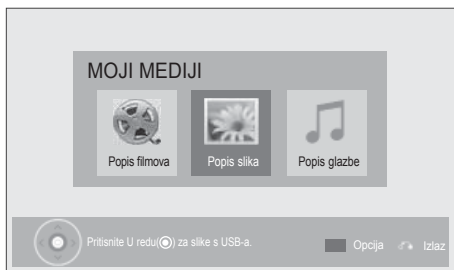 MOJI MEDIJI
Popis filmova
Popis slika
Popis glazbe
Pritisnite U redu(◉) za slike s USB-a.
Opcija
Izlaz